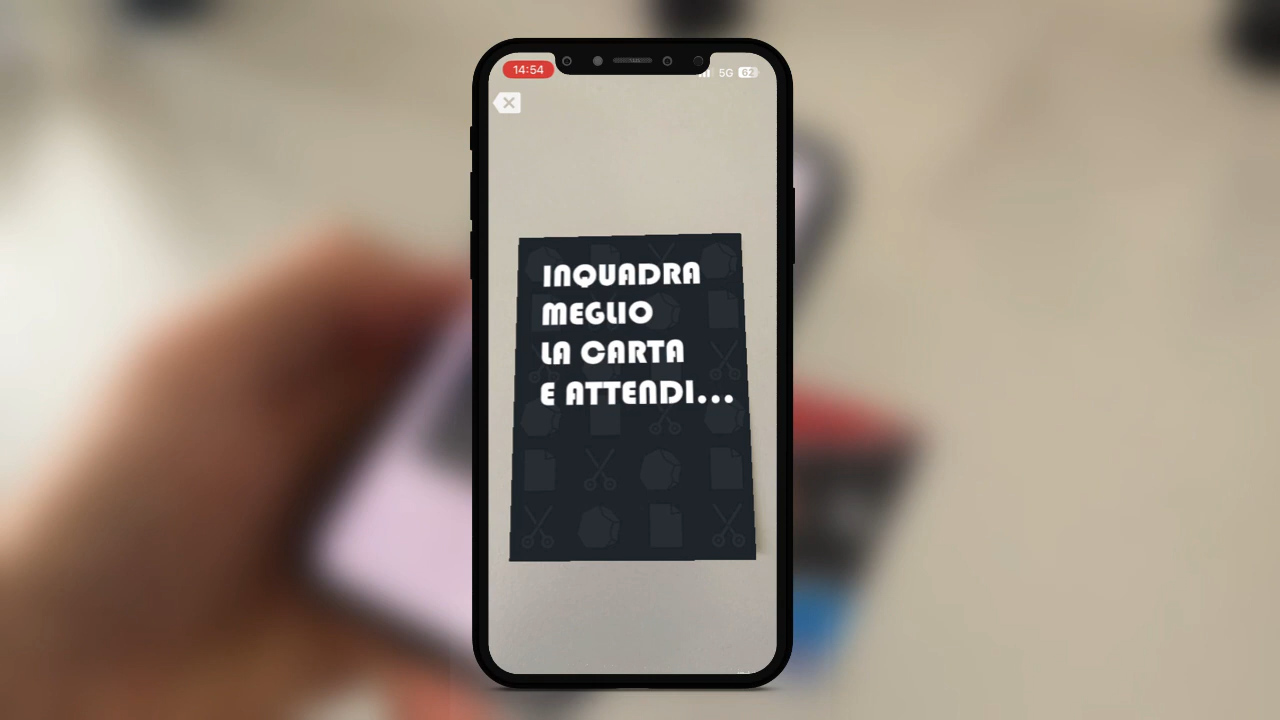 14:54
5G
62
INQUADRA
MEGLIO
LA CARTA
E ATTENDI...